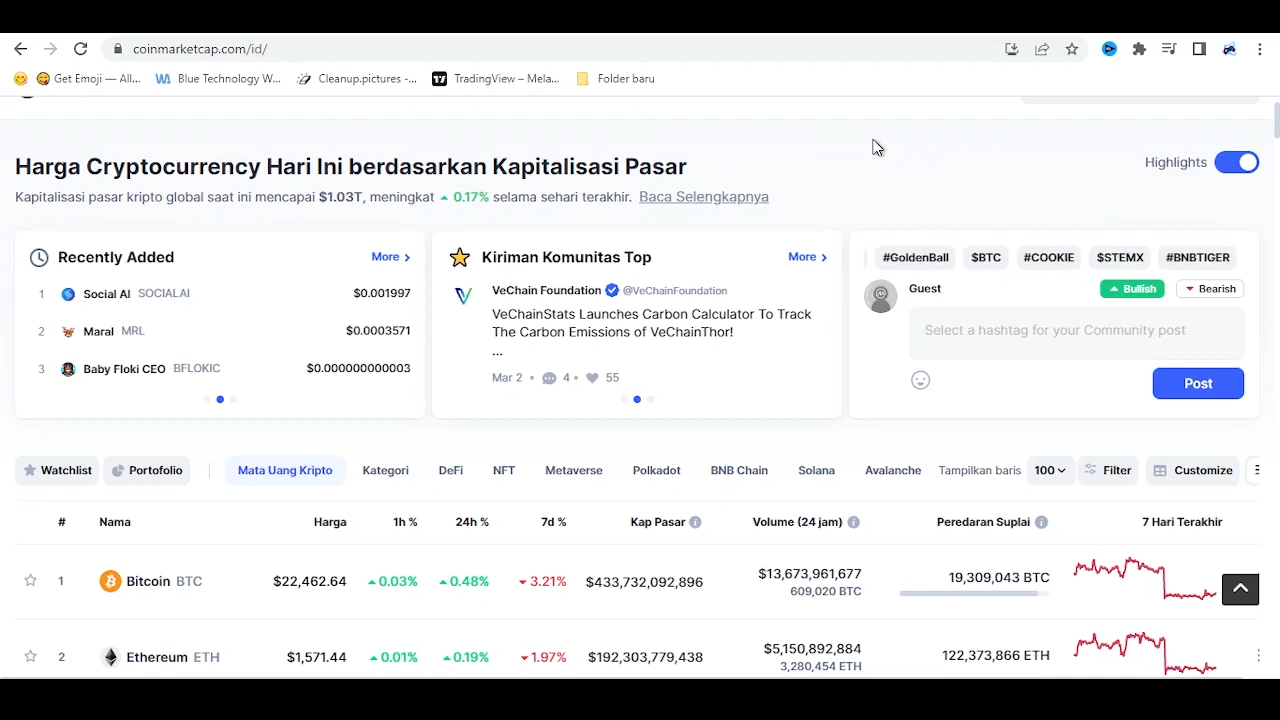 coinmarketcap.com/id/
Get Emoji — All... Blue Technology W... Cleanup.pictures -... TradingView – Mela... Folder baru
Harga Cryptocurrency Hari Ini berdasarkan Kapitalisasi Pasar
Highlights
Kapitalisasi pasar kripto global saat ini mencapai $1.03T, meningkat 0.17% selama sehari terakhir. Baca Selengkapnya
Recently Added
More >
1 Social AI SOCIALAI $0.001997
2 Maral MRL $0.0003571
3 Baby Floki CEO BFLOKIC $0.000000000003
Kiriman Komunitas Top
More >
VeChain Foundation @VeChainFoundation
VeChainStats Launches Carbon Calculator To Track
The Carbon Emissions of VeChainThor!
...
Mar 2 • 4 • 55
#GoldenBall $BTC #COOKIE $STEMX #BNBTIGER
Guest
Bullish Bearish
Select a hashtag for your Community post
Post
Watchlist Portofolio Mata Uang Kripto Kategori DeFi NFT Metaverse Polkadot BNB Chain Solana Avalanche Tampilkan baris 100 Filter Customize
# Nama Harga 1h % 24h % 7d % Kap Pasar Volume (24 jam) Peredaran Suplai 7 Hari Terakhir
1 Bitcoin BTC $22,462.64 0.03% 0.48% 3.21% $433,732,092,896 $13,673,961,677 19,309,043 BTC
609,020 BTC
2 Ethereum ETH $1,571.44 0.01% 0.19% 1.97% $192,303,779,438 $5,150,892,884 122,373,866 ETH
3,280,454 ETH